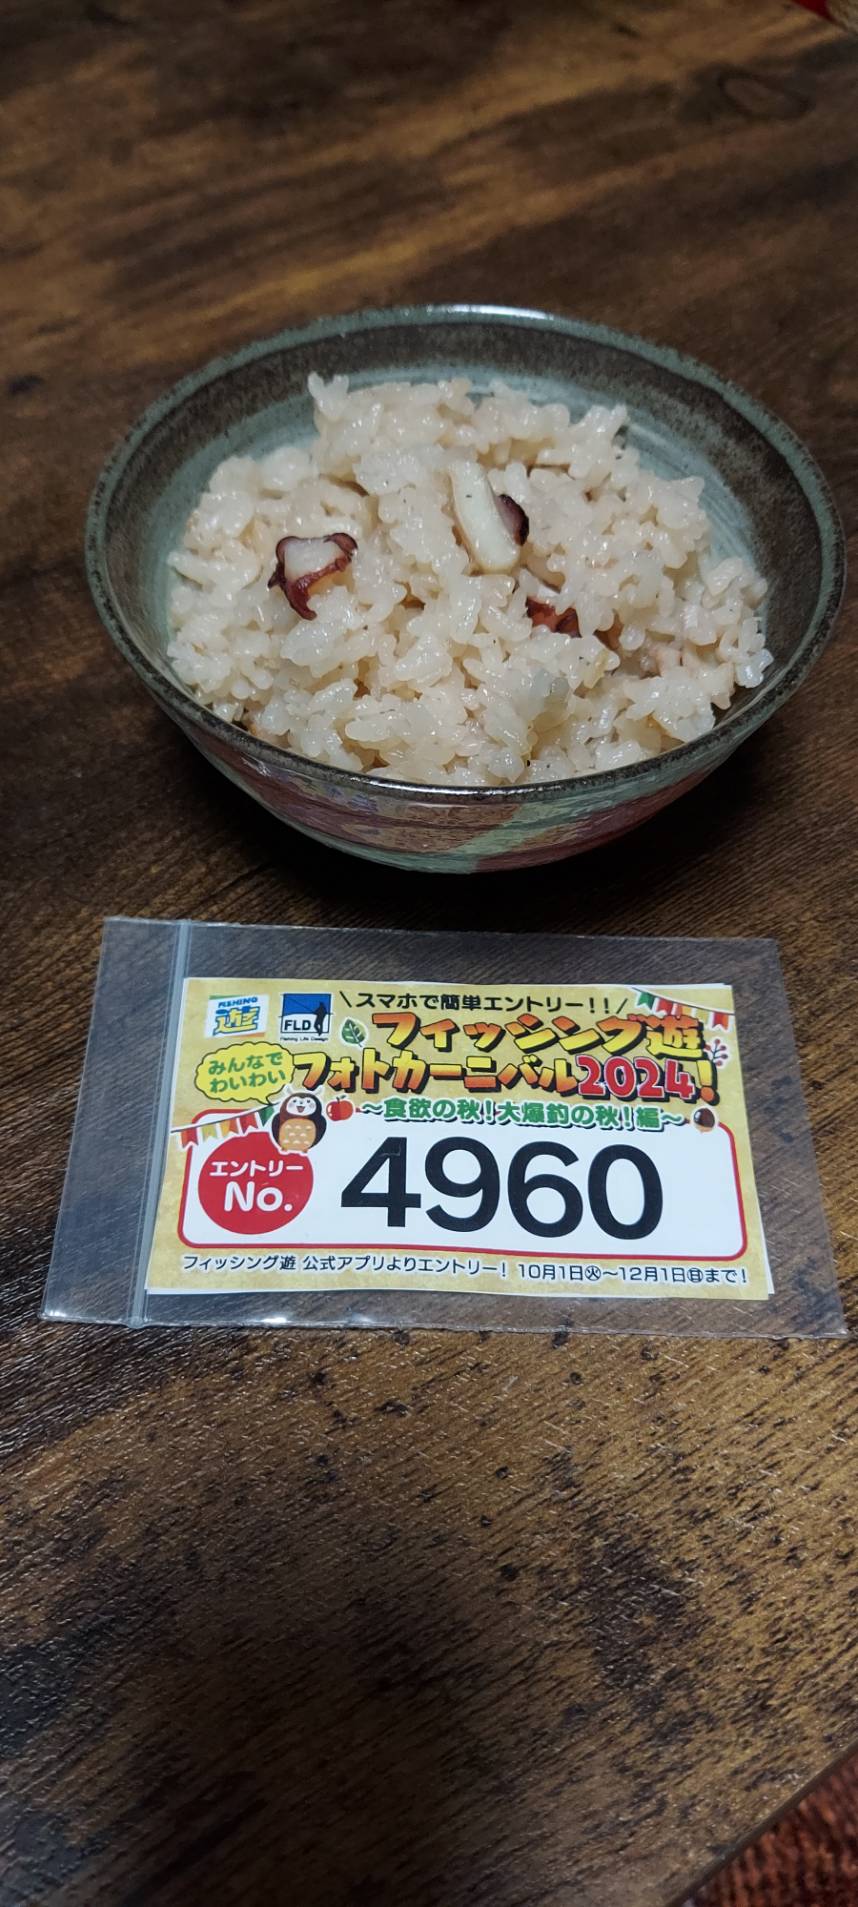 FISHING
遊
FLD
Fishing Life Design
\スマホで簡単エントリー!!/
フィッシング遊
みんなで
わいわい
フォトカーニバル2024!
～食欲の秋!大爆釣の秋!編～
エントリー
No.
4960
フィッシング遊 公式アプリよりエントリー! 10月1日㊋～12月1日㊐まで!